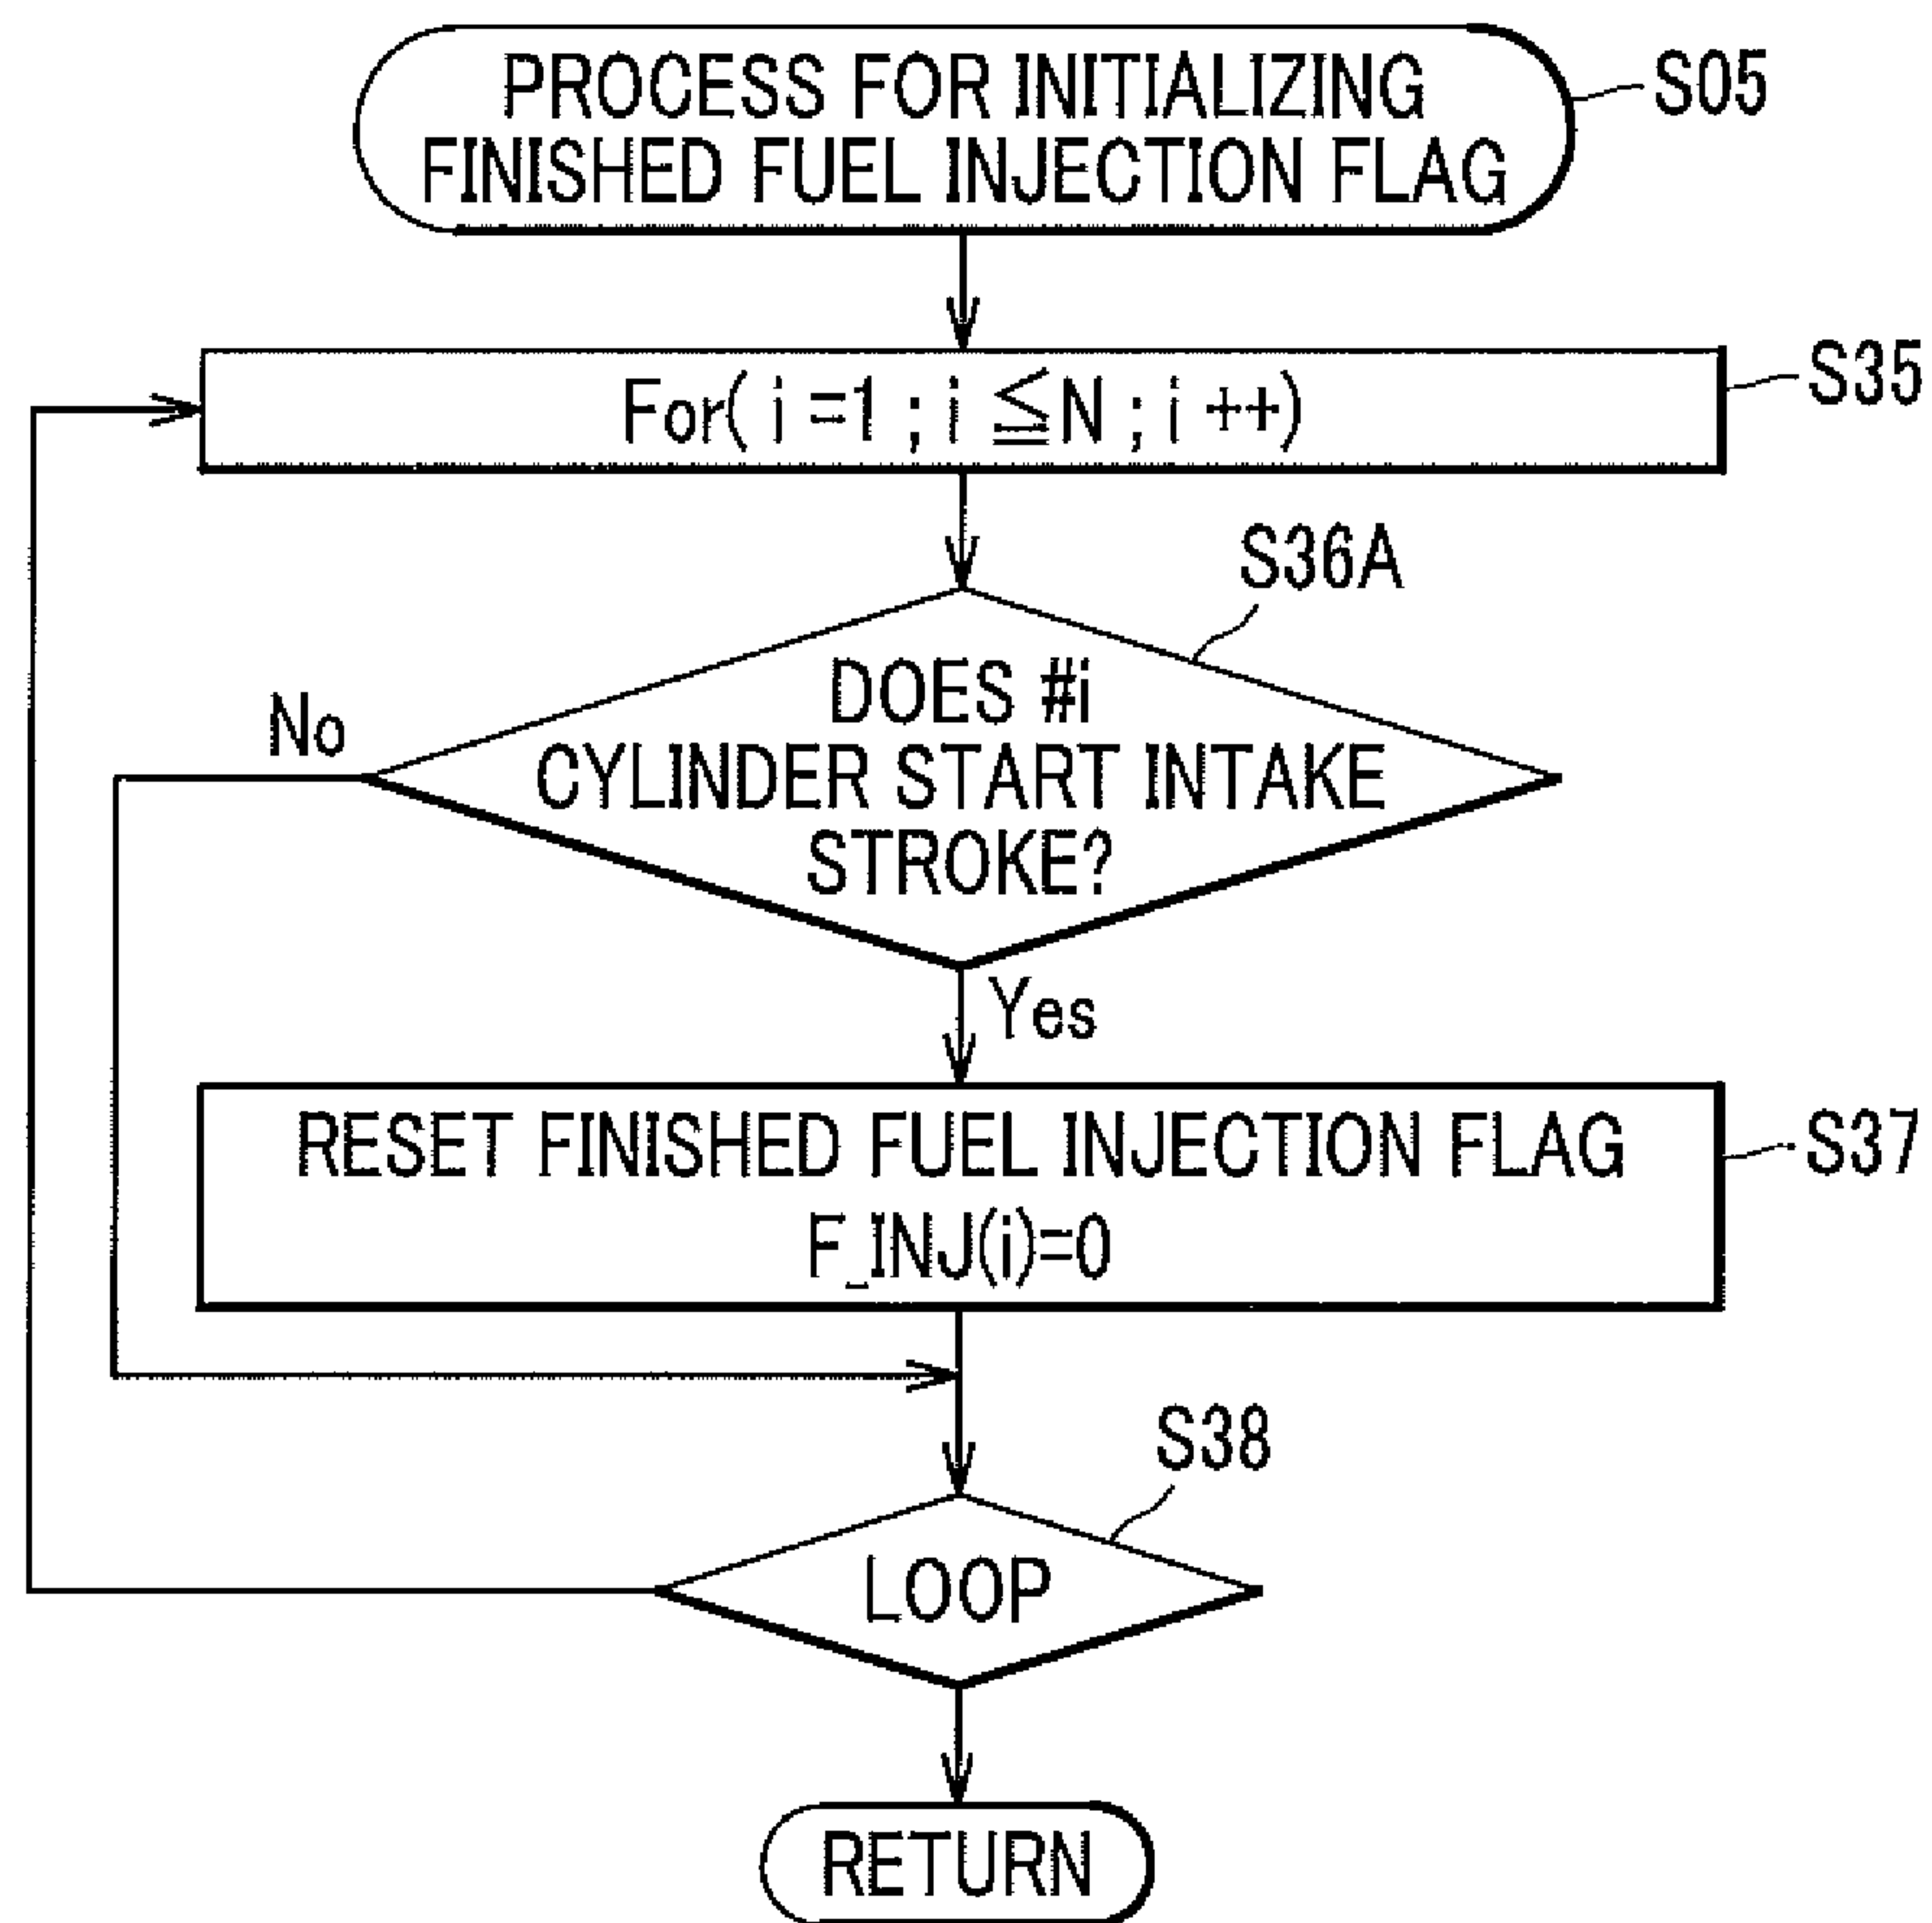 PROCESS FOR INITIALIZING
FINISHED FUEL INJECTION FLAG
S05
For( i =1 ; i ≦N ; i ++)
S35
S36A
DOES #i
CYLINDER START INTAKE
STROKE?
No
Yes
RESET FINISHED FUEL INJECTION FLAG
F_INJ(i)=0
S37
S38
LOOP
RETURN